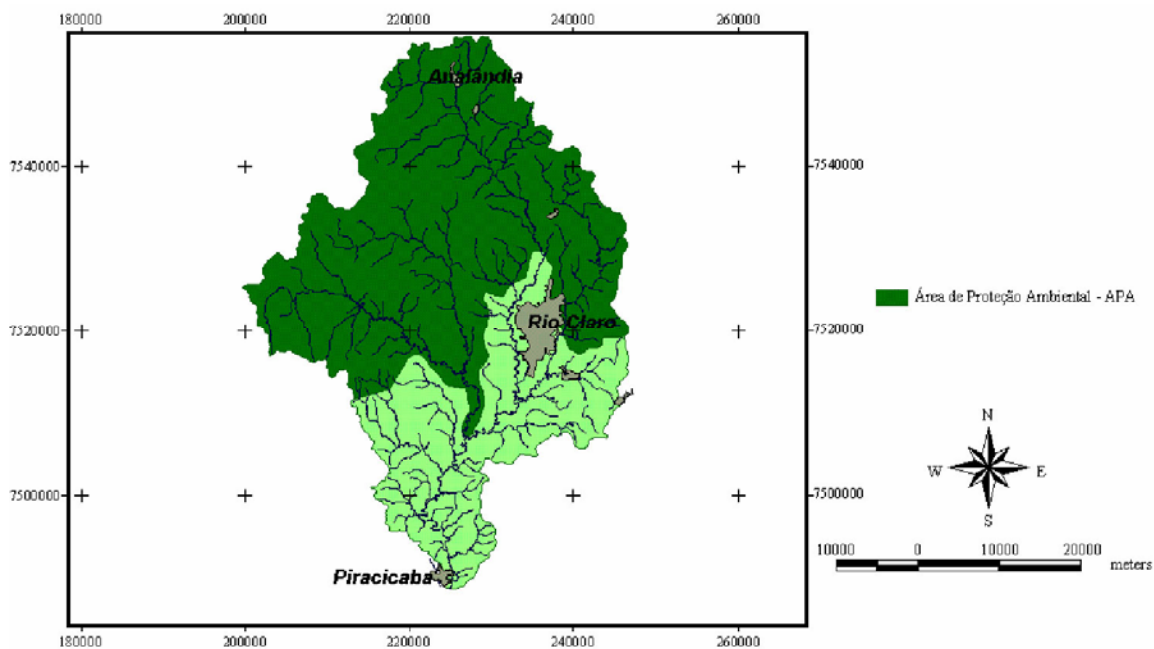 180000 200000 220000 240000 260000
Analândia
7540000 7540000
Área de Proteção Ambiental - APA
7520000 Rio Claro 7520000
N
W E
S
7500000 7500000
10000 0 10000 20000 meters
Piracicaba
180000 200000 220000 240000 260000